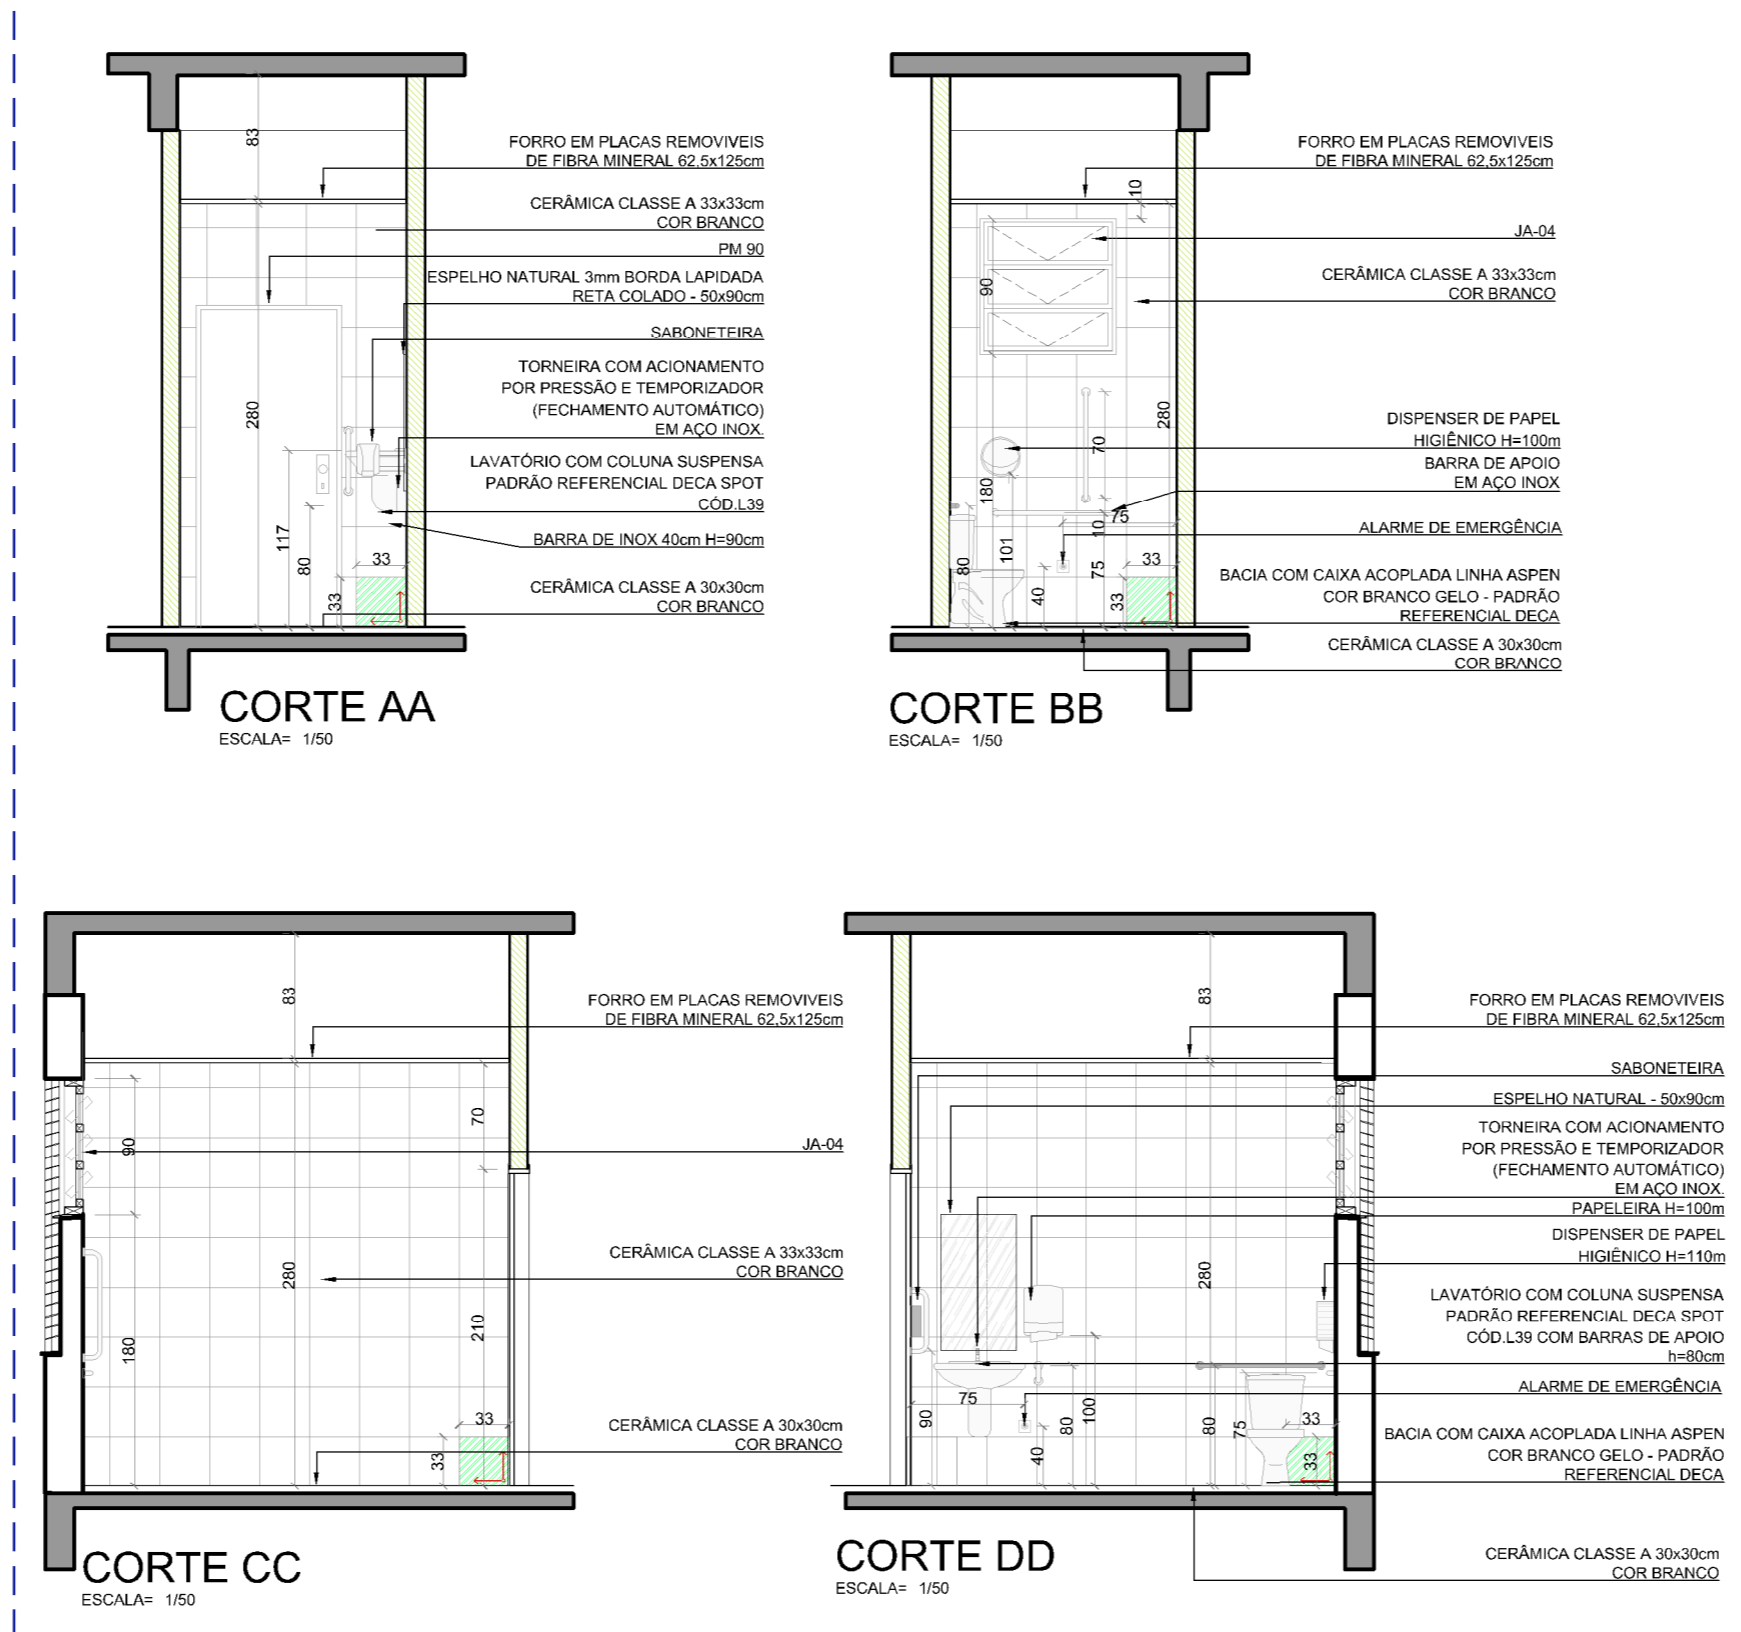 83
FORRO EM PLACAS REMOVIVEIS
DE FIBRA MINERAL 62,5x125cm
CERÂMICA CLASSE A 33x33cm
COR BRANCO
PM 90
ESPELHO NATURAL 3mm BORDA LAPIDADA
RETA COLADO - 50x90cm
SABONETEIRA
TORNEIRA COM ACIONAMENTO
POR PRESSÃO E TEMPORIZADOR
(FECHAMENTO AUTOMÁTICO)
EM AÇO INOX.
280
LAVATÓRIO COM COLUNA SUSPENSA
PADRÃO REFERENCIAL DECA SPOT
CÓD.L39
117
80
33
33
BARRA DE INOX 40cm H=90cm
CERÂMICA CLASSE A 30x30cm
COR BRANCO
CORTE AA
ESCALA= 1/50
FORRO EM PLACAS REMOVIVEIS
DE FIBRA MINERAL 62,5x125cm
10
JA-04
CERÂMICA CLASSE A 33x33cm
COR BRANCO
90
280
DISPENSER DE PAPEL
HIGIÊNICO H=100m
70
BARRA DE APOIO
EM AÇO INOX
180
75
10
ALARME DE EMERGÊNCIA
101
80
40
75
33
33
BACIA COM CAIXA ACOPLADA LINHA ASPEN
COR BRANCO GELO - PADRÃO
REFERENCIAL DECA
CERÂMICA CLASSE A 30x30cm
COR BRANCO
CORTE BB
ESCALA= 1/50
83
FORRO EM PLACAS REMOVIVEIS
DE FIBRA MINERAL 62,5x125cm
70
90
JA-04
CERÂMICA CLASSE A 33x33cm
COR BRANCO
280
210
180
33
33
CERÂMICA CLASSE A 30x30cm
COR BRANCO
CORTE CC
ESCALA= 1/50
83
FORRO EM PLACAS REMOVIVEIS
DE FIBRA MINERAL 62,5x125cm
SABONETEIRA
ESPELHO NATURAL - 50x90cm
TORNEIRA COM ACIONAMENTO
POR PRESSÃO E TEMPORIZADOR
(FECHAMENTO AUTOMÁTICO)
EM AÇO INOX.
PAPELEIRA H=100m
DISPENSER DE PAPEL
HIGIÊNICO H=110m
280
LAVATÓRIO COM COLUNA SUSPENSA
PADRÃO REFERENCIAL DECA SPOT
CÓD.L39 COM BARRAS DE APOIO
h=80cm
ALARME DE EMERGÊNCIA
75
90
40
80
100
80
75
33
33
BACIA COM CAIXA ACOPLADA LINHA ASPEN
COR BRANCO GELO - PADRÃO
REFERENCIAL DECA
CERÂMICA CLASSE A 30x30cm
COR BRANCO
CORTE DD
ESCALA= 1/50